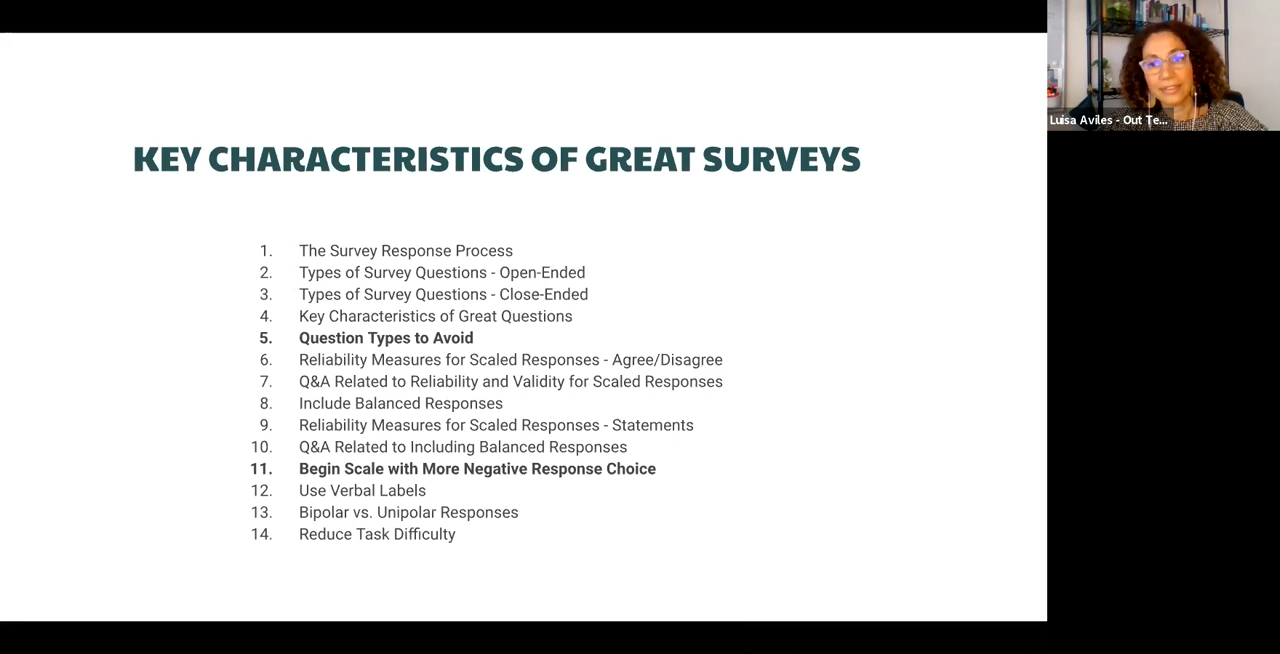 KEY CHARACTERISTICS OF GREAT SURVEYS
1. The Survey Response Process
2. Types of Survey Questions - Open-Ended
3. Types of Survey Questions - Close-Ended
4. Key Characteristics of Great Questions
5. Question Types to Avoid
6. Reliability Measures for Scaled Responses - Agree/Disagree
7. Q&A Related to Reliability and Validity for Scaled Responses
8. Include Balanced Responses
9. Reliability Measures for Scaled Responses - Statements
10. Q&A Related to Including Balanced Responses
11. Begin Scale with More Negative Response Choice
12. Use Verbal Labels
13. Bipolar vs. Unipolar Responses
14. Reduce Task Difficulty
Luisa Aviles - Out Te...